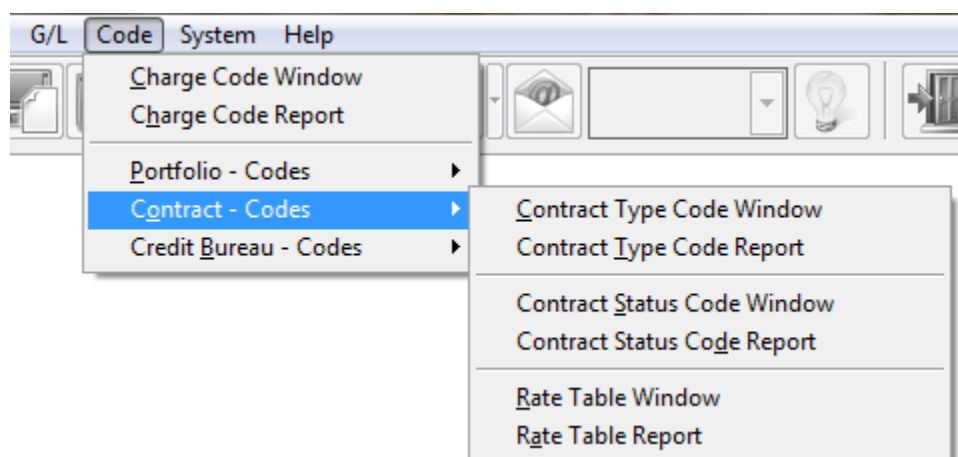 G/L Code System Help
Charge Code Window
Charge Code Report
Portfolio - Codes
Contract - Codes
Credit Bureau - Codes
Contract Type Code Window
Contract Type Code Report
Contract Status Code Window
Contract Status Code Report
Rate Table Window
Rate Table Report